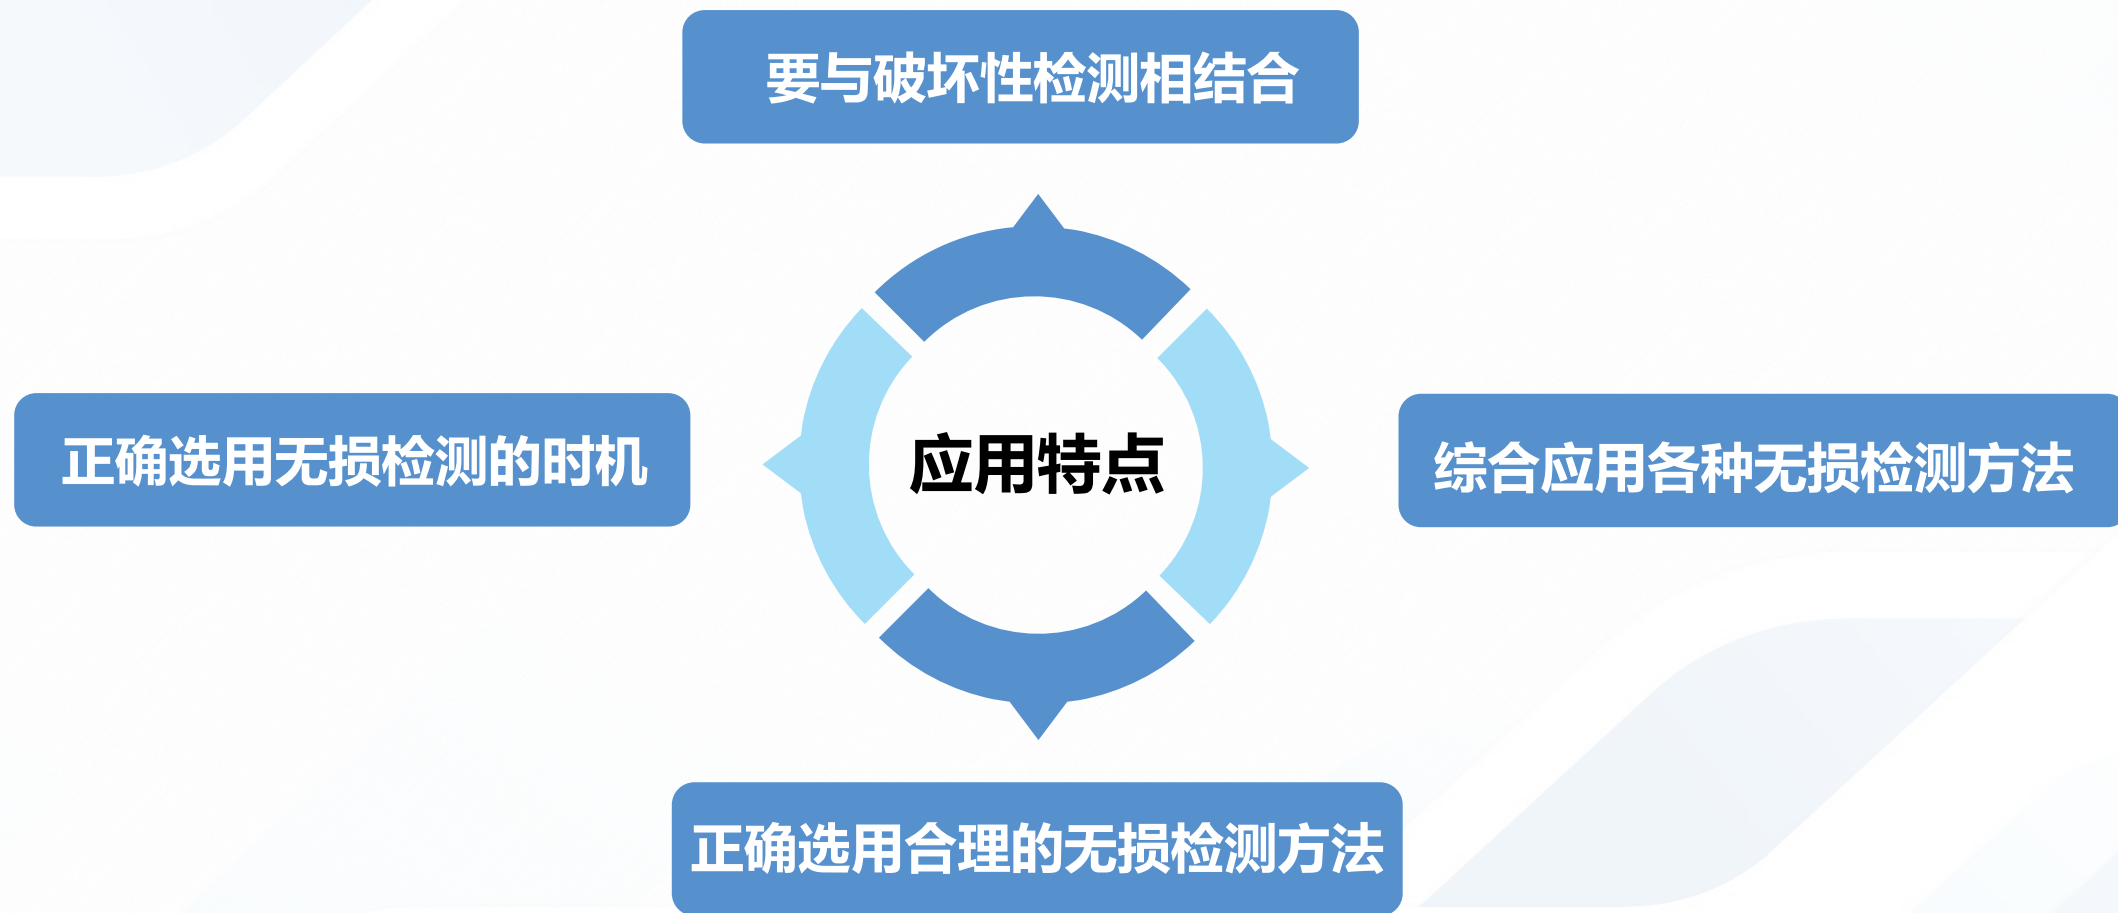 要与破坏性检测相结合
正确选用无损检测的时机
应用特点
综合应用各种无损检测方法
正确选用合理的无损检测方法